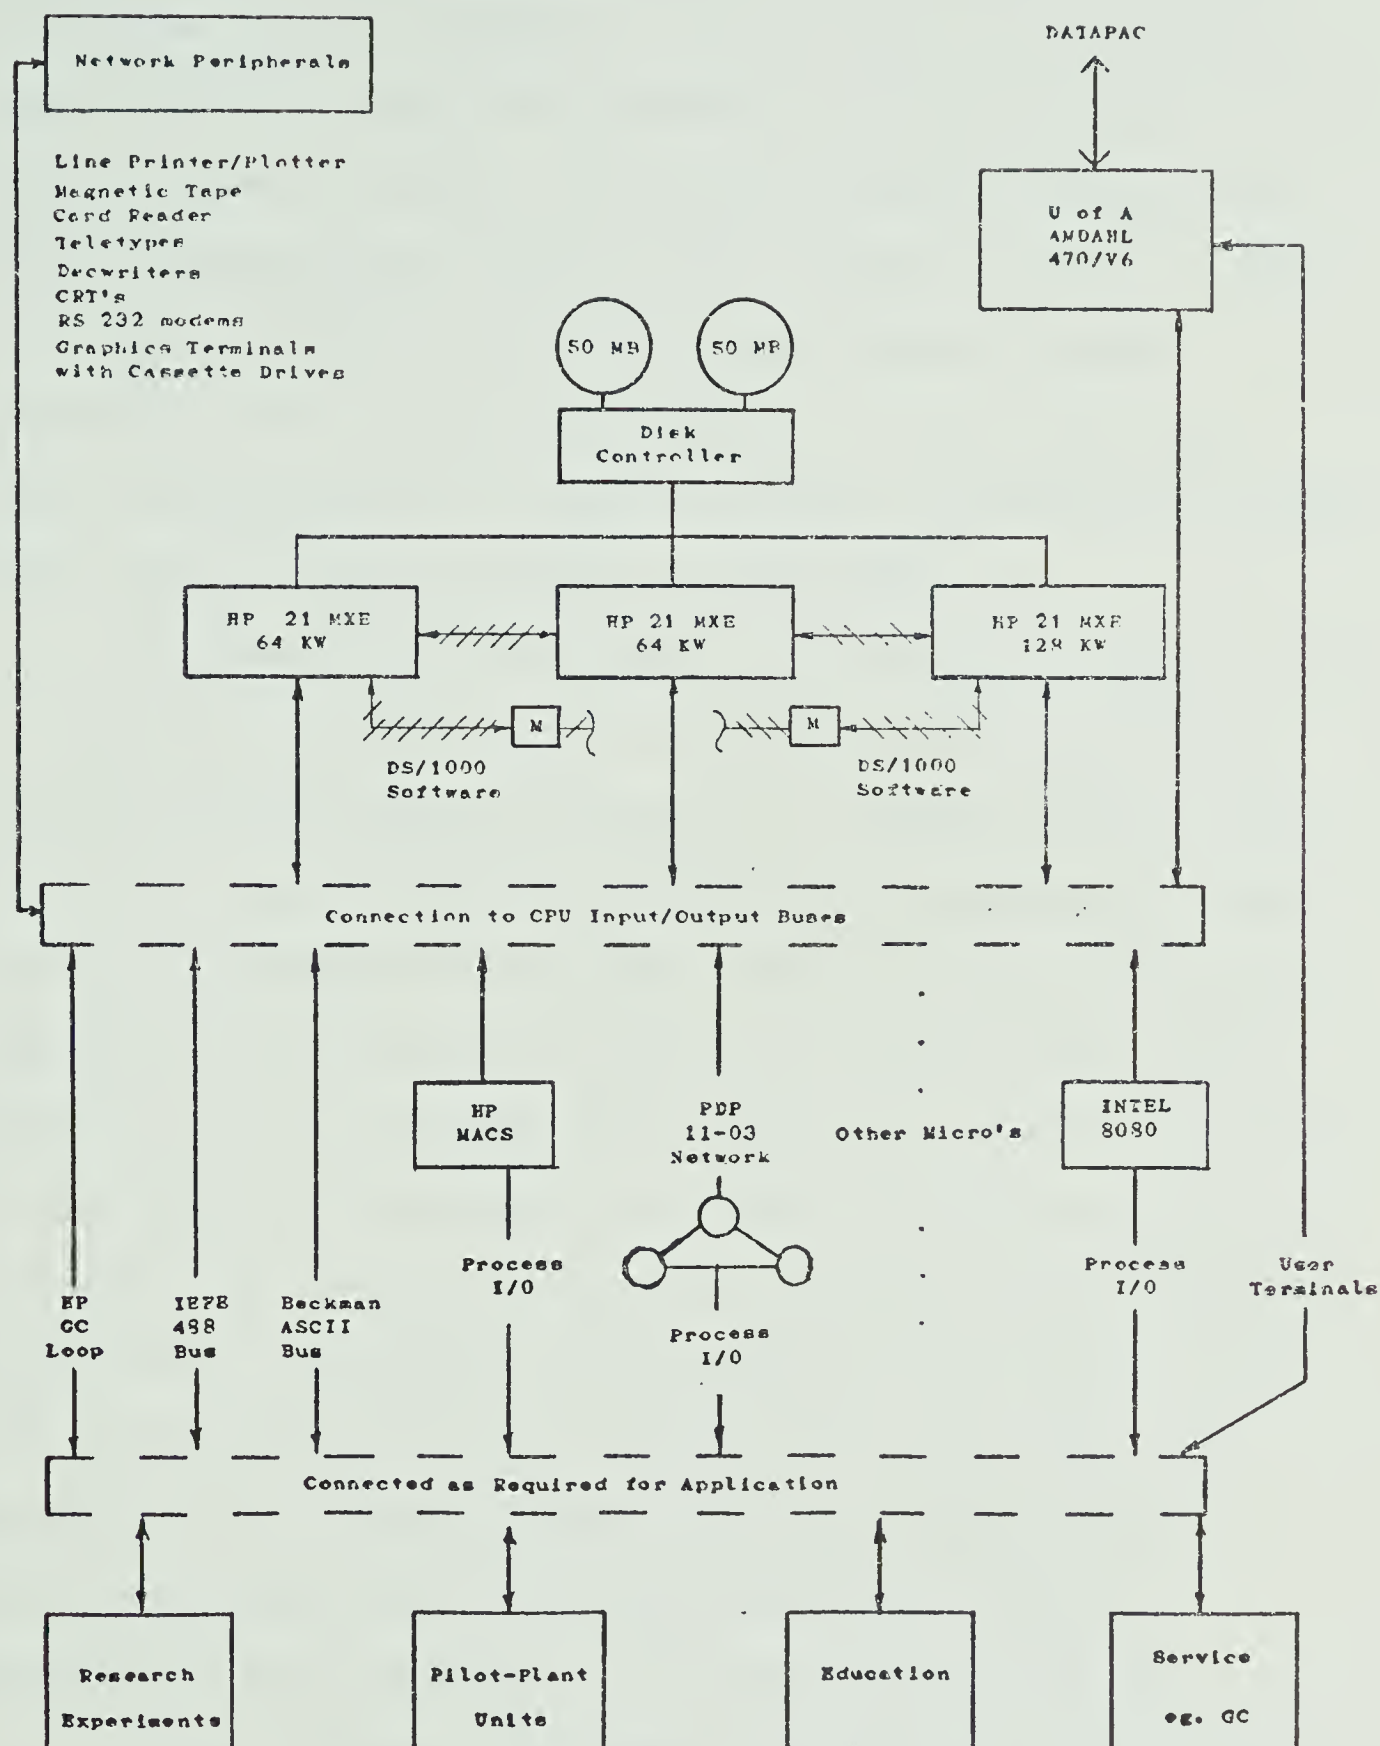 Network Peripherals
DATAPAC
Line Printer/Plotter
Magnetic Tape
Card Reader
Teletypes
Decwriters
CRT's
RS 232 modems
Graphics Terminals
with Cassette Drives
U of A
AMDAHL
470/V6
50 MB
50 MB
Disk
Controller
HP 21 MXE
64 KW
HP 21 MXE
64 KW
HP 21 MXE
128 KW
M
M
DS/1000
Software
DS/1000
Software
Connection to CPU Input/Output Buses
HP
MACS
PDP
11-03
Network
Other Micro's
INTEL
8080
Process
I/O
Process
I/O
User
Terminals
HP
GC
Loop
IEEE
488
Bus
Beckman
ASCII
Bus
Process
I/O
Connected as Required for Application
Research
Experiments
Pilot-Plant
Units
Education
Service
eg. GC